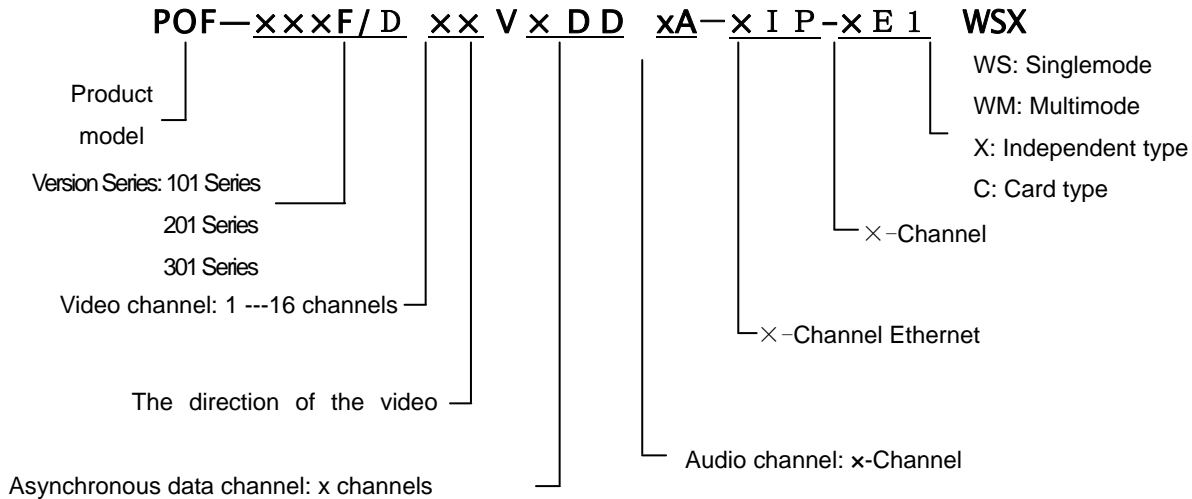 POF—×××F/D ×× V × DD xA—×IP-×E1 WSX
WS: Singlemode
Product
WM: Multimode
model
X: Independent type
Version Series: 101 Series
C: Card type
201 Series
×-Channel
301 Series
Video channel: 1 ---16 channels
×-Channel Ethernet
The direction of the video
Audio channel: ×-Channel
Asynchronous data channel: x channels